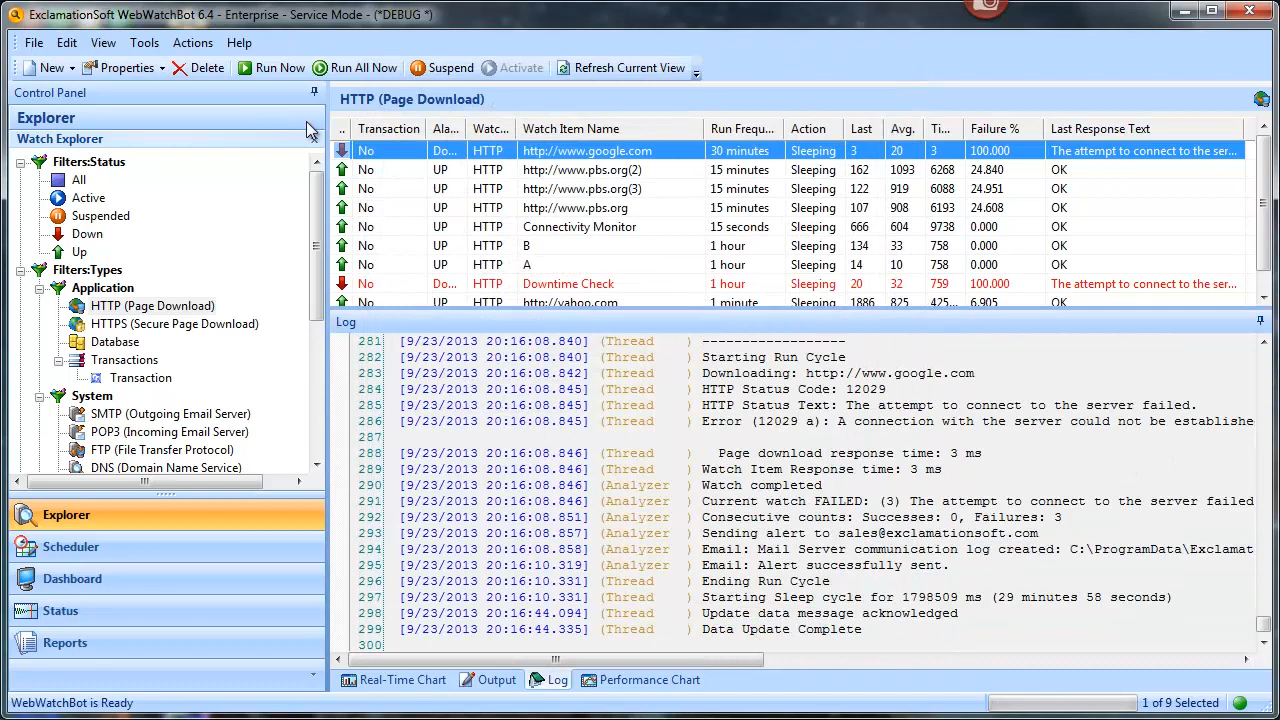 ExclamationSoft WebWatchBot 6.4 - Enterprise - Service Mode - (*DEBUG *)
File Edit View Tools Actions Help
New Properties Delete Run Now Run All Now Suspend Activate Refresh Current View
Control Panel
Explorer
Watch Explorer
Filters:Status
All
Active
Suspended
Down
Up
Filters:Types
Application
HTTP (Page Download)
HTTPS (Secure Page Download)
Database
Transactions
Transaction
System
SMTP (Outgoing Email Server)
POP3 (Incoming Email Server)
FTP (File Transfer Protocol)
DNS (Domain Name Service)
Explorer
Scheduler
Dashboard
Status
Reports
HTTP (Page Download)
.. Transaction Ala... Watc... Watch Item Name Run Frequ... Action Last Avg. Ti... Failure % Last Response Text
No Do... HTTP http://www.google.com 30 minutes Sleeping 3 20 3 100.000 The attempt to connect to the ser...
No UP HTTP http://www.pbs.org(2) 15 minutes Sleeping 162 1093 6268 24.840 OK
No UP HTTP http://www.pbs.org(3) 15 minutes Sleeping 122 919 6088 24.951 OK
No UP HTTP http://www.pbs.org 15 minutes Sleeping 107 908 6193 24.608 OK
No UP HTTP Connectivity Monitor 15 seconds Sleeping 666 604 9738 0.000 OK
No UP HTTP B 1 hour Sleeping 134 33 758 0.000 OK
No UP HTTP A 1 hour Sleeping 14 10 758 0.000 OK
No Do... HTTP Downtime Check 1 hour Sleeping 20 32 759 100.000 The attempt to connect to the ser...
No UP HTTP http://yahoo.com 1 minute Sleeping 1886 825 425... 6.905 OK
Log
281 [9/23/2013 20:16:08.840] (Thread ) ------------------
282 [9/23/2013 20:16:08.840] (Thread ) Starting Run Cycle
283 [9/23/2013 20:16:08.842] (Thread ) Downloading: http://www.google.com
284 [9/23/2013 20:16:08.845] (Thread ) HTTP Status Code: 12029
285 [9/23/2013 20:16:08.845] (Thread ) HTTP Status Text: The attempt to connect to the server failed.
286 [9/23/2013 20:16:08.845] (Thread ) Error (12029 a): A connection with the server could not be establishe
287
288 [9/23/2013 20:16:08.846] (Thread ) Page download response time: 3 ms
289 [9/23/2013 20:16:08.846] (Thread ) Watch Item Response time: 3 ms
290 [9/23/2013 20:16:08.846] (Analyzer ) Watch completed
291 [9/23/2013 20:16:08.846] (Analyzer ) Current watch FAILED: (3) The attempt to connect to the server failed
292 [9/23/2013 20:16:08.851] (Analyzer ) Consecutive counts: Successes: 0, Failures: 3
293 [9/23/2013 20:16:08.857] (Analyzer ) Sending alert to sales@exclamationsoft.com
294 [9/23/2013 20:16:08.858] (Analyzer ) Email: Mail Server communication log created: C:\ProgramData\Exclamat
295 [9/23/2013 20:16:10.319] (Analyzer ) Email: Alert successfully sent.
296 [9/23/2013 20:16:10.331] (Thread ) Ending Run Cycle
297 [9/23/2013 20:16:10.331] (Thread ) Starting Sleep cycle for 1798509 ms (29 minutes 58 seconds)
298 [9/23/2013 20:16:44.094] (Thread ) Update data message acknowledged
299 [9/23/2013 20:16:44.335] (Thread ) Data Update Complete
300
Real-Time Chart Output Log Performance Chart
WebWatchBot is Ready 1 of 9 Selected